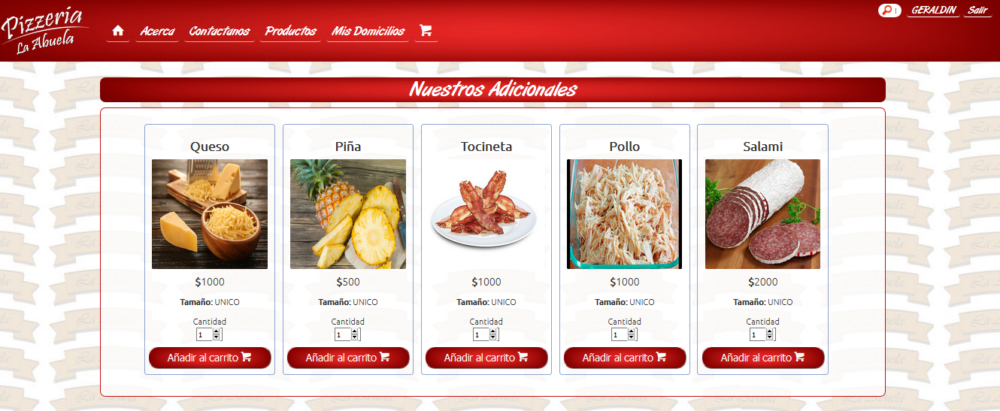 Pizzería
La Abuela
Acerca Contactanos Productos Mis Domicilios
GERALDIN Salir
Nuestros Adicionales
Queso
$1000
Tamaño: UNICO
Cantidad
1
Añadir al carrito
Piña
$500
Tamaño: UNICO
Cantidad
1
Añadir al carrito
Tocineta
$1000
Tamaño: UNICO
Cantidad
1
Añadir al carrito
Pollo
$1000
Tamaño: UNICO
Cantidad
1
Añadir al carrito
Salami
$2000
Tamaño: UNICO
Cantidad
1
Añadir al carrito